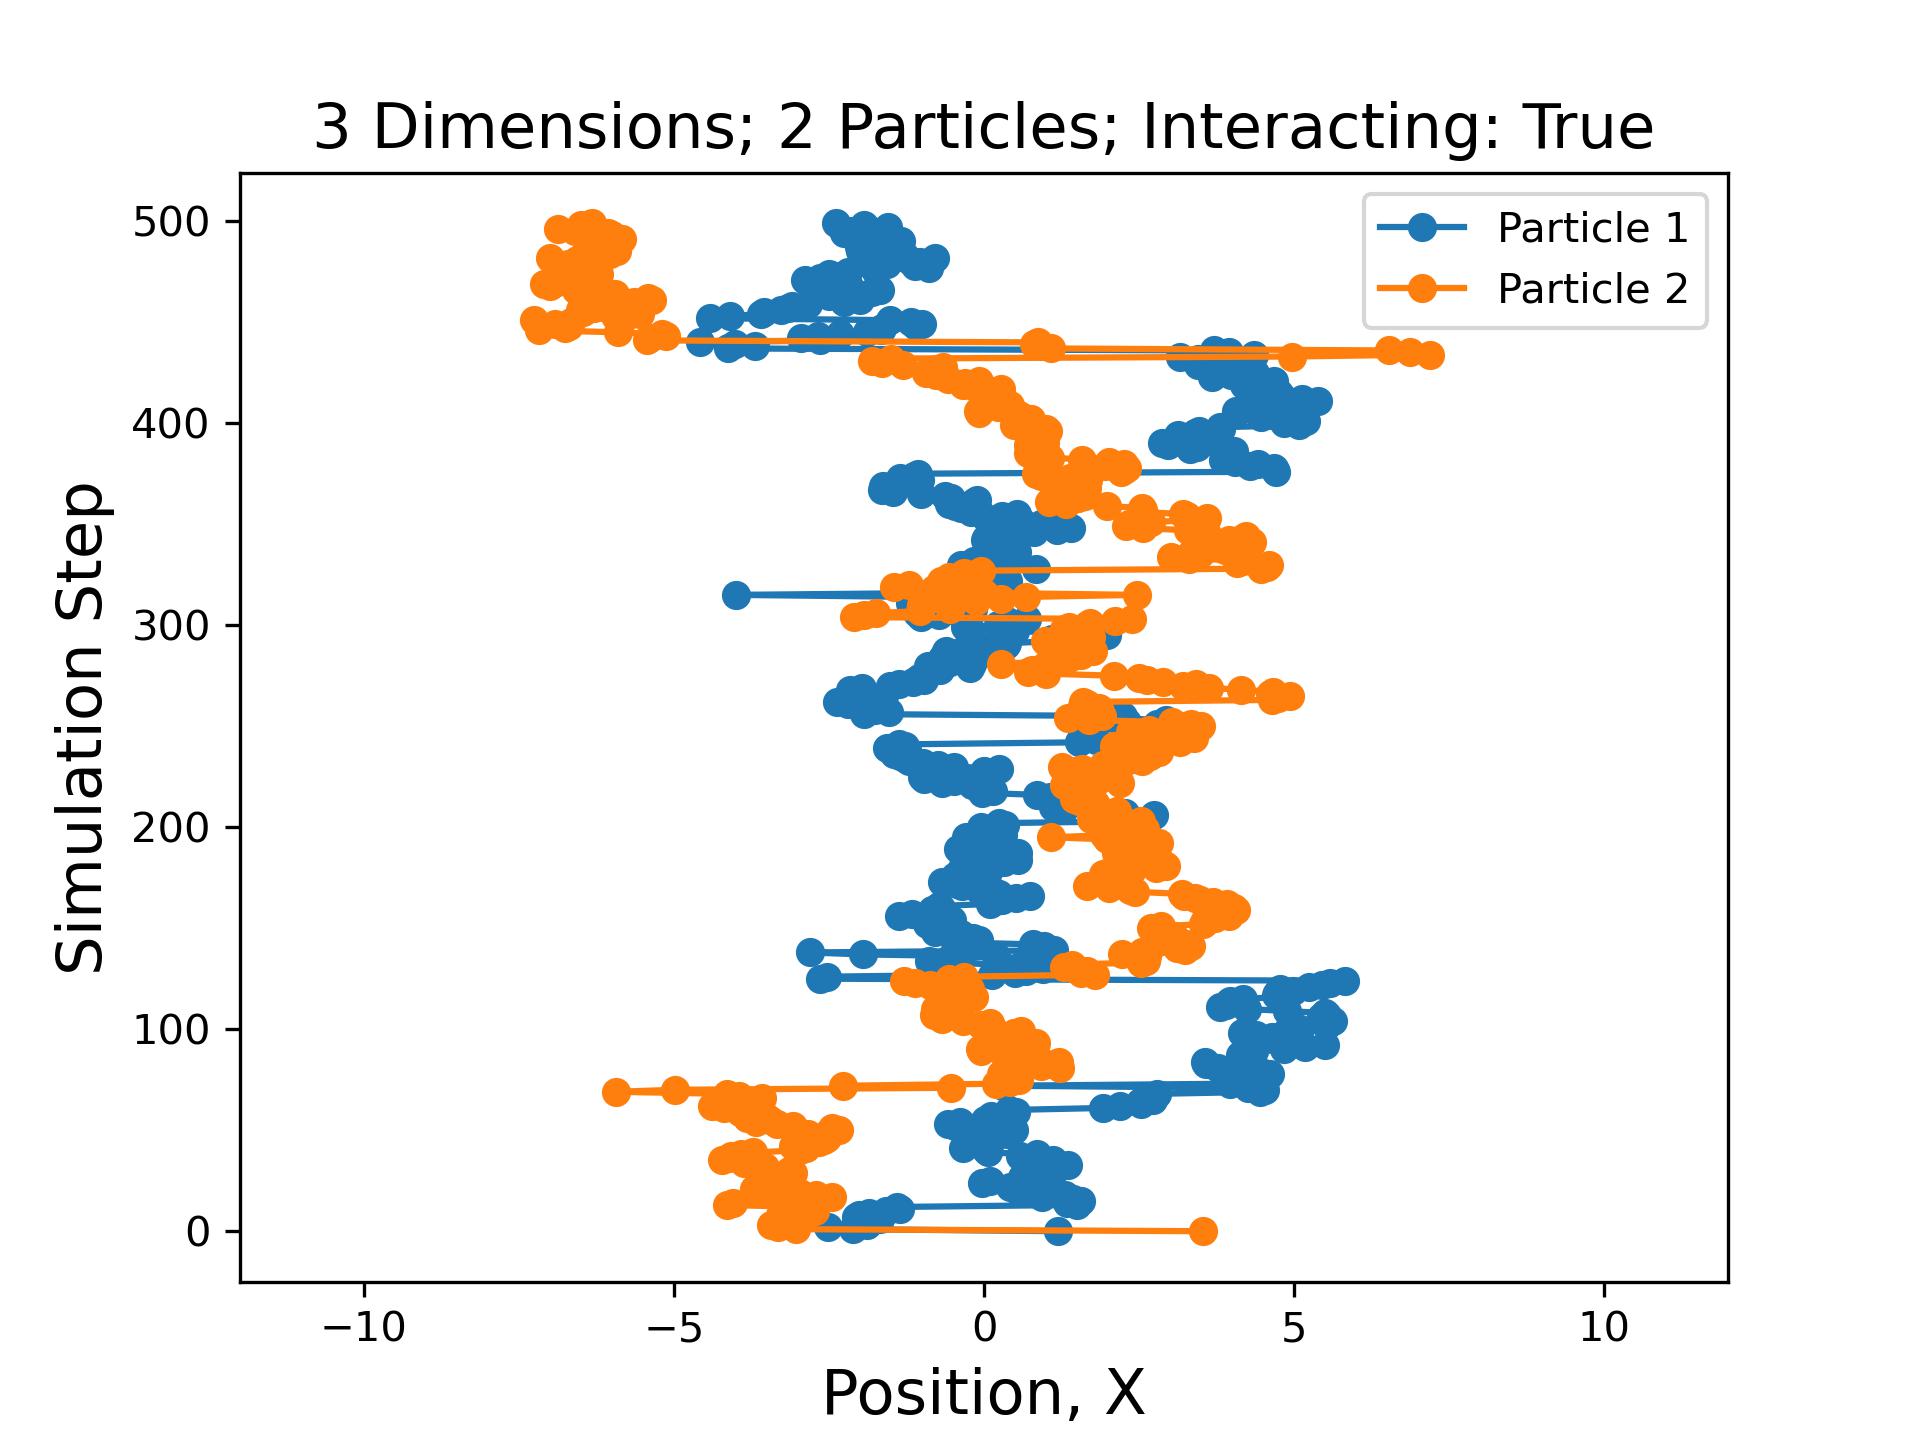 3 Dimensions; 2 Particles; Interacting: True
Particle 1
Particle 2
Simulation Step
500
400
300
200
100
0
−10
−5
0
5
10
Position, X